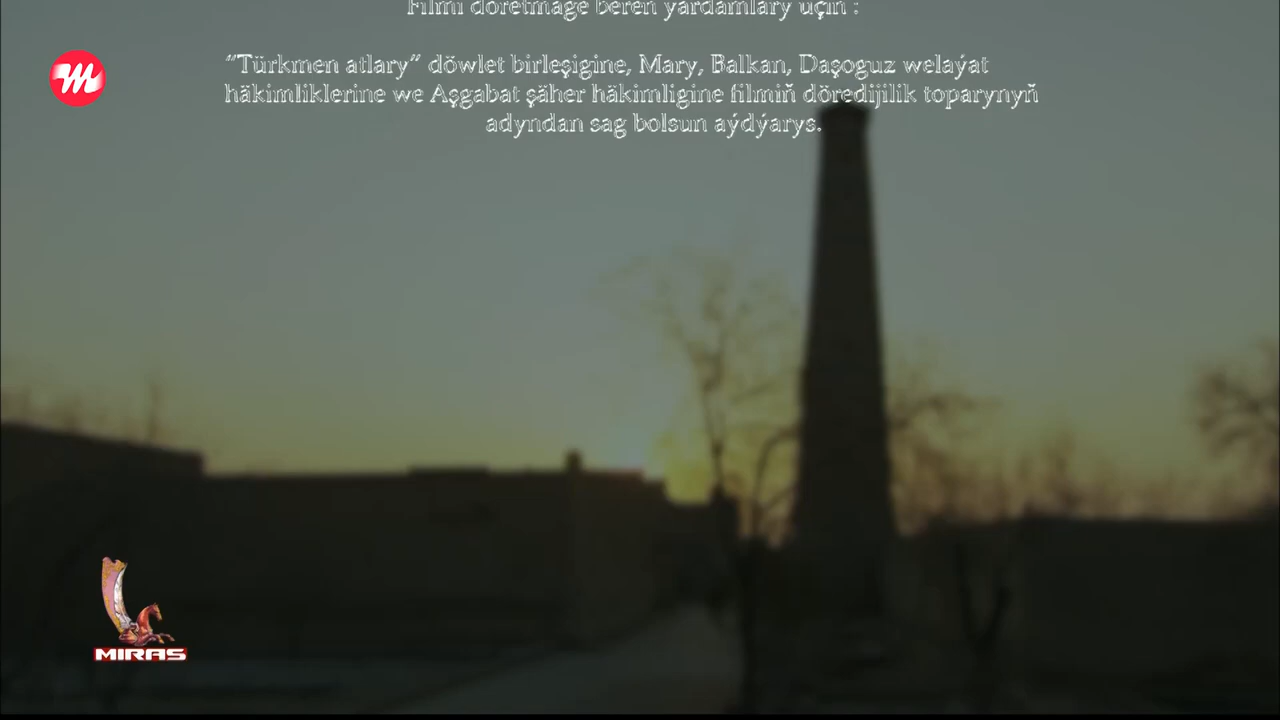 Filmi döretmäge beren ýardamlary üçin :
“Türkmen atlary” döwlet birleşigine, Mary, Balkan, Daşoguz welaýat
häkimliklerine we Aşgabat şäher häkimligine filmiň döredijilik toparynyň
adyndan sag bolsun aýdýarys.
MIRAS